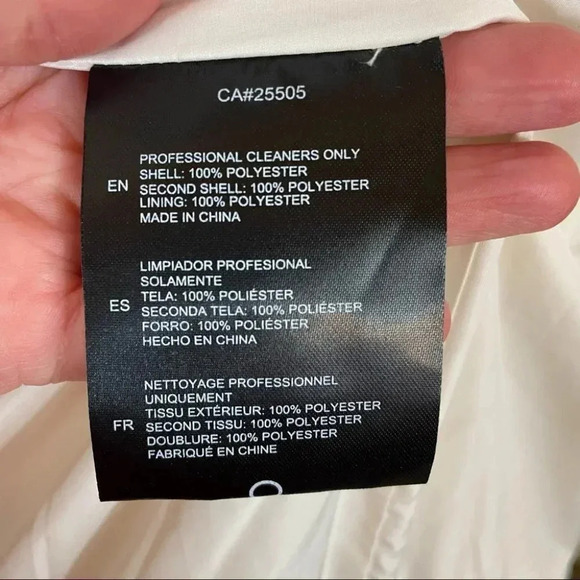 CA#25505
PROFESSIONAL CLEANERS ONLY
SHELL: 100% POLYESTER
EN SECOND SHELL: 100% POLYESTER
LINING: 100% POLYESTER
MADE IN CHINA
LIMPIADOR PROFESIONAL
SOLAMENTE
ES TELA: 100% POLIÉSTER
SECONDA TELA: 100% POLIÉSTER
FORRO: 100% POLIÉSTER
HECHO EN CHINA
NETTOYAGE PROFESSIONNEL
UNIQUEMENT
TISSU EXTÉRIEUR: 100% POLYESTER
FR SECOND TISSU: 100% POLYESTER
DOUBLURE: 100% POLYESTER
FABRIQUÉ EN CHINE